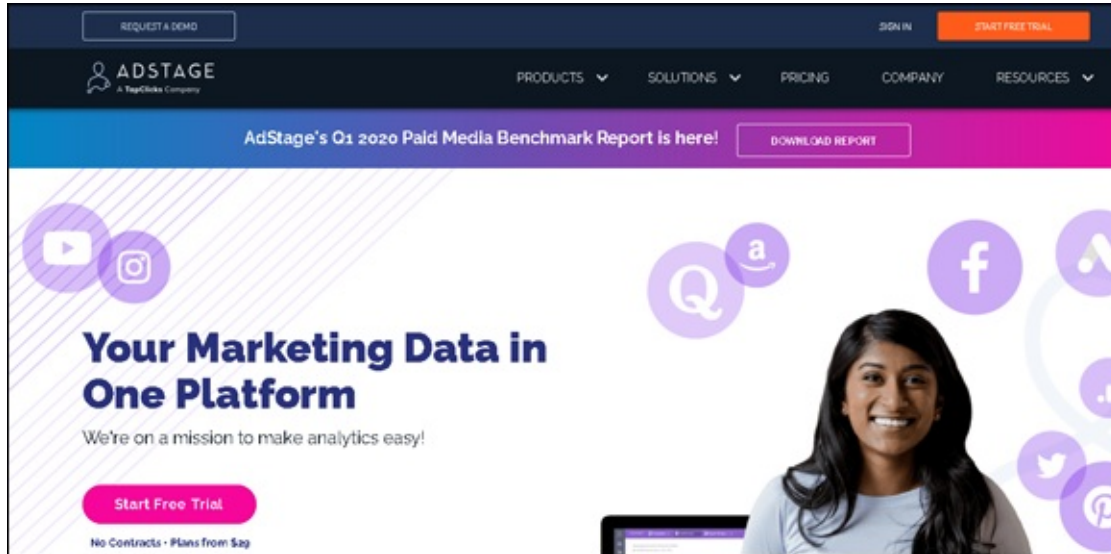 REQUEST A DEMO
SIGN IN
START FREE TRIAL
ADSTAGE
A TapClicks Company
PRODUCTS
SOLUTIONS
PRICING
COMPANY
RESOURCES
AdStage's Q1 2020 Paid Media Benchmark Report is here!
DOWNLOAD REPORT
Your Marketing Data in
One Platform
We're on a mission to make analytics easy!
Start Free Trial
No Contracts • Plans from $29